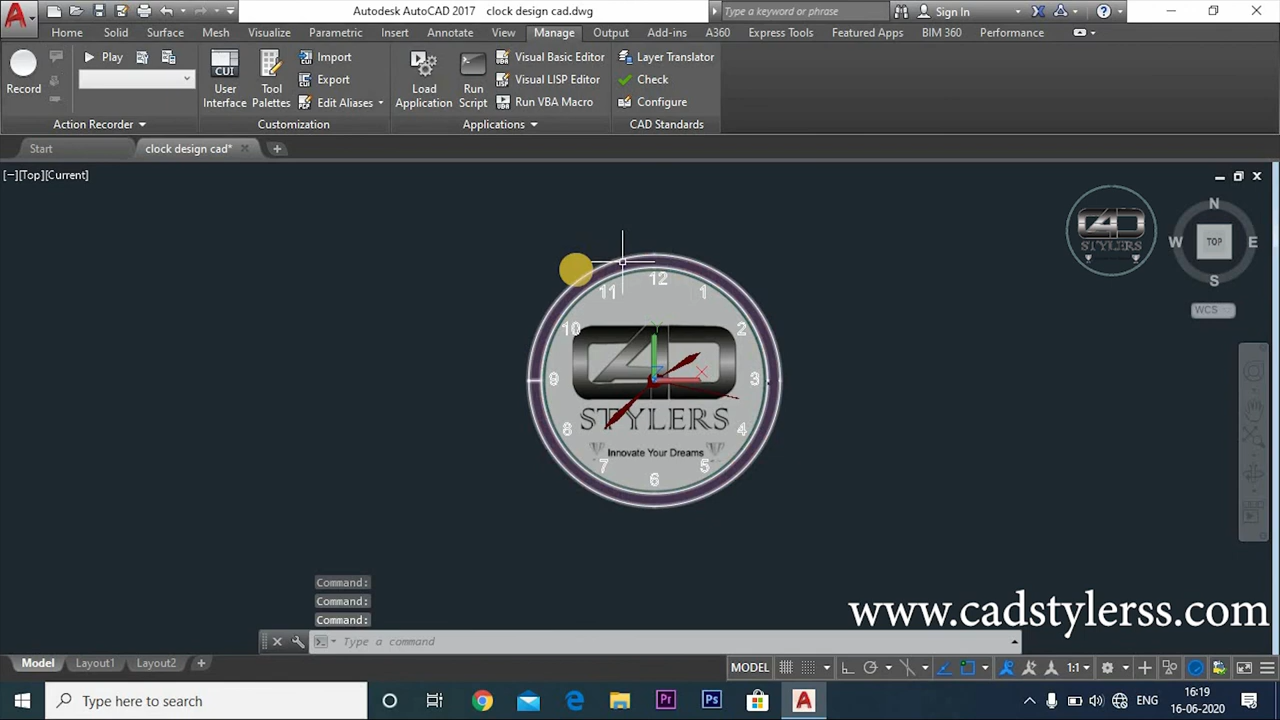 Autodesk AutoCAD 2017 clock design cad.dwg
Type a keyword or phrase
Sign In
Home Solid Surface Mesh Visualize Parametric Insert Annotate View Manage Output Add-ins A360 Express Tools Featured Apps BIM 360 Performance
Record
Play
Action Recorder
CUI
User Interface
Tool Palettes
Import
Export
Edit Aliases
Customization
Load Application
Run Script
Visual Basic Editor
Visual LISP Editor
Run VBA Macro
Applications
Layer Translator
Check
Configure
CAD Standards
Start
clock design cad*
[−][Top][Current]
CAD
STYLERS
N
W TOP E
S
WCS
12
11 1
10 2
CAD
Y
X
9 3
STYLERS
8 4
Innovate Your Dreams
7 5
6
Command:
Command:
Command:
Type a command
www.cadstylerss.com
Model Layout1 Layout2
MODEL
1:1
Type here to search
Pr
Ps
ENG
16:19
16-06-2020